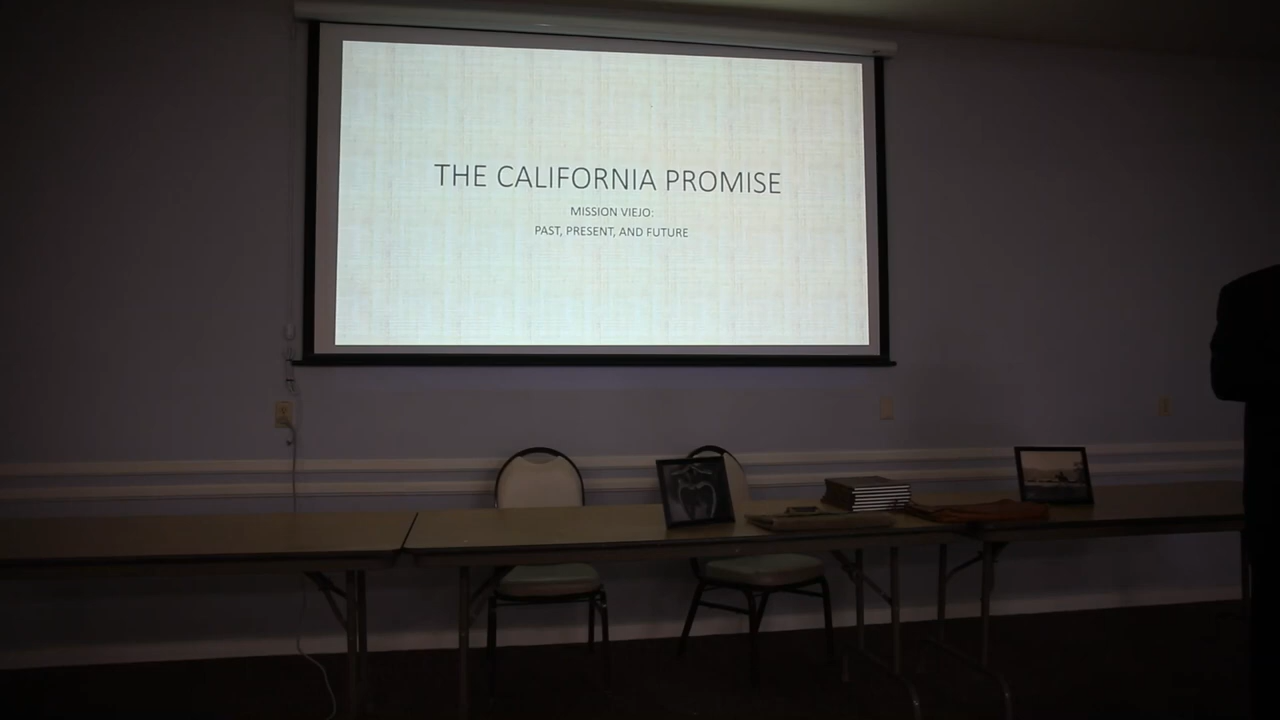 THE CALIFORNIA PROMISE
MISSION VIEJO:
PAST, PRESENT, AND FUTURE